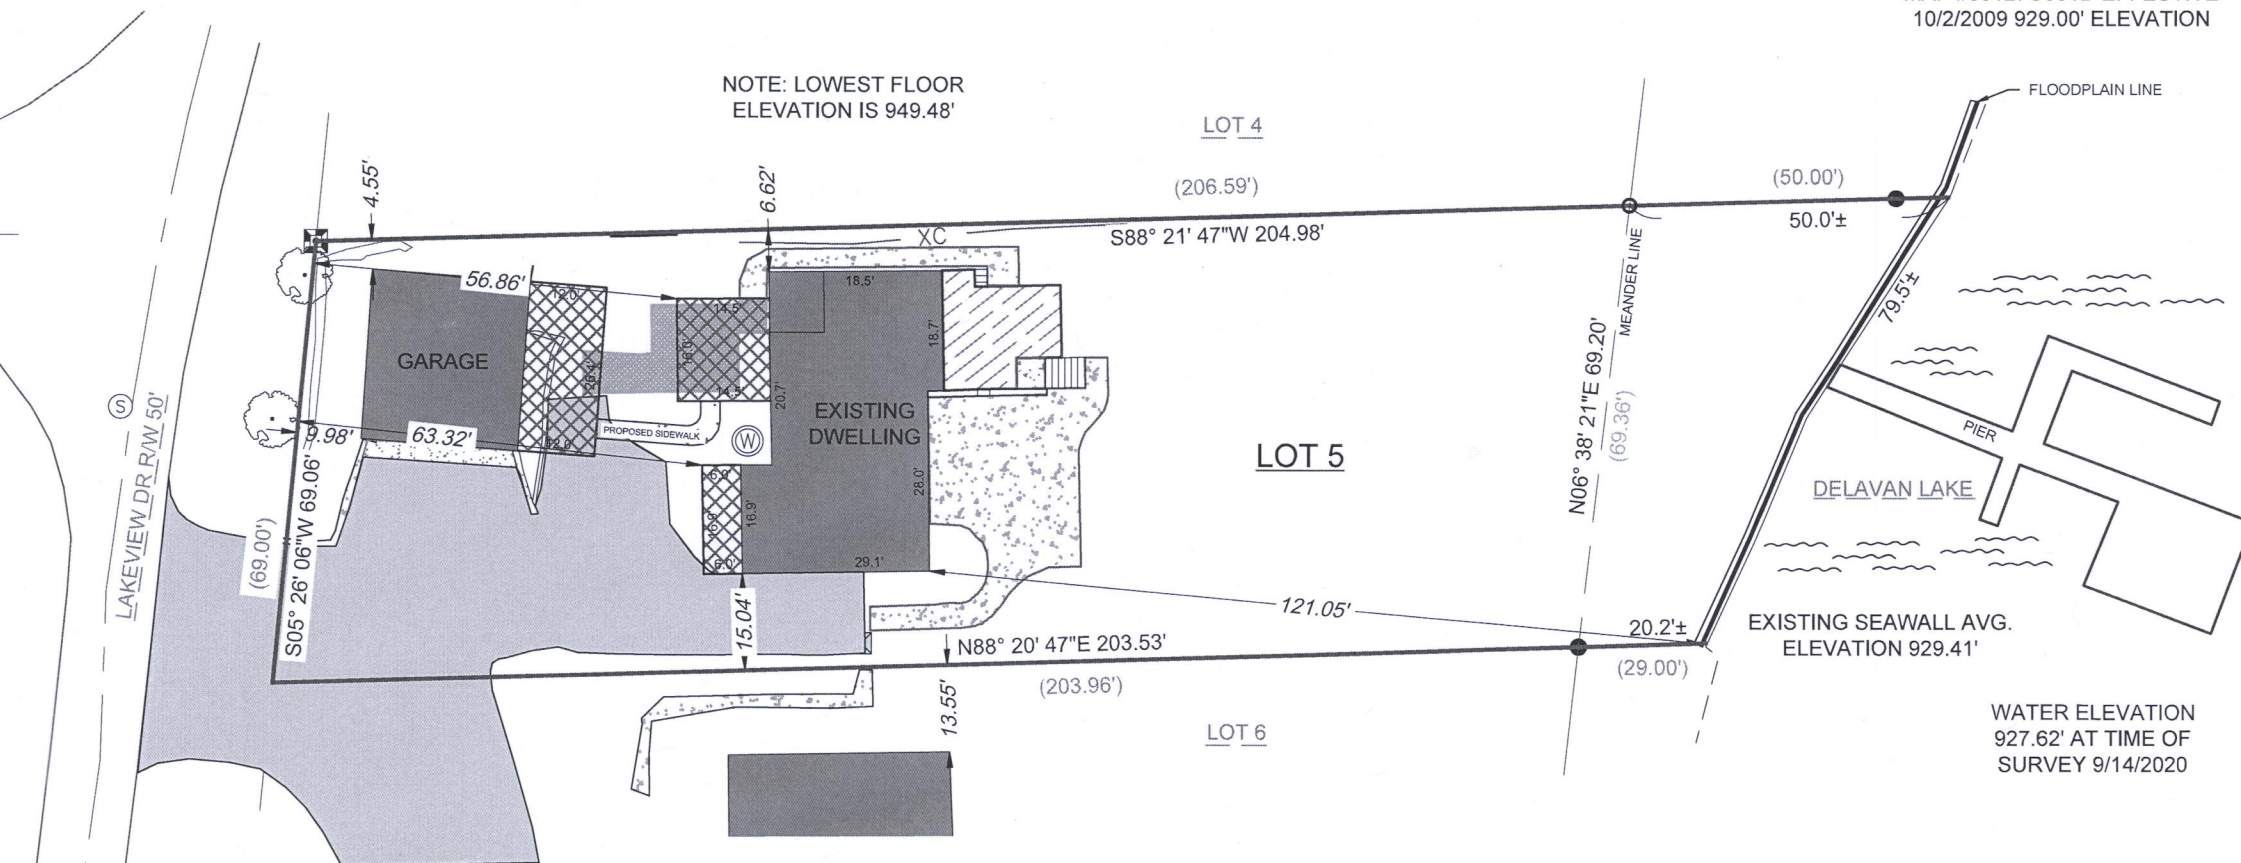 10/2/2009 929.00' ELEVATION
NOTE: LOWEST FLOOR
ELEVATION IS 949.48'
FLOODPLAIN LINE
LOT 4
(206.59')
(50.00')
4.55'
6.62'
XC
S88° 21' 47"W 204.98'
50.0'±
MEANDER LINE
79.5'±
56.86'
12.0'
14.5'
18.5'
18.7'
GARAGE
26.4'
16.0'
14.5'
20.7'
EXISTING
DWELLING
N06° 38' 21"E 69.20'
(69.36')
PIER
S
LAKEVIEW DR R/W 50'
9.98'
63.32'
12.0'
PROPOSED SIDEWALK
W
LOT 5
DELAVAN LAKE
6.0'
16.9'
16.9'
28.0'
6.0'
29.1'
(69.00')
S05° 26' 06"W 69.06'
15.04'
121.05'
20.2'±
EXISTING SEAWALL AVG.
ELEVATION 929.41'
N88° 20' 47"E 203.53'
(203.96')
(29.00')
13.55'
LOT 6
WATER ELEVATION
927.62' AT TIME OF
SURVEY 9/14/2020